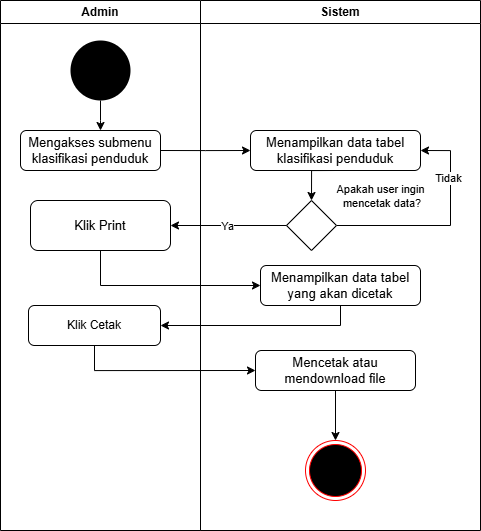 Admin
Sistem
Mengakses submenu
klasifikasi penduduk
Menampilkan data tabel
klasifikasi penduduk
Tidak
Apakah user ingin
mencetak data?
Ya
Klik Print
Menampilkan data tabel
yang akan dicetak
Klik Cetak
Mencetak atau
mendownload file